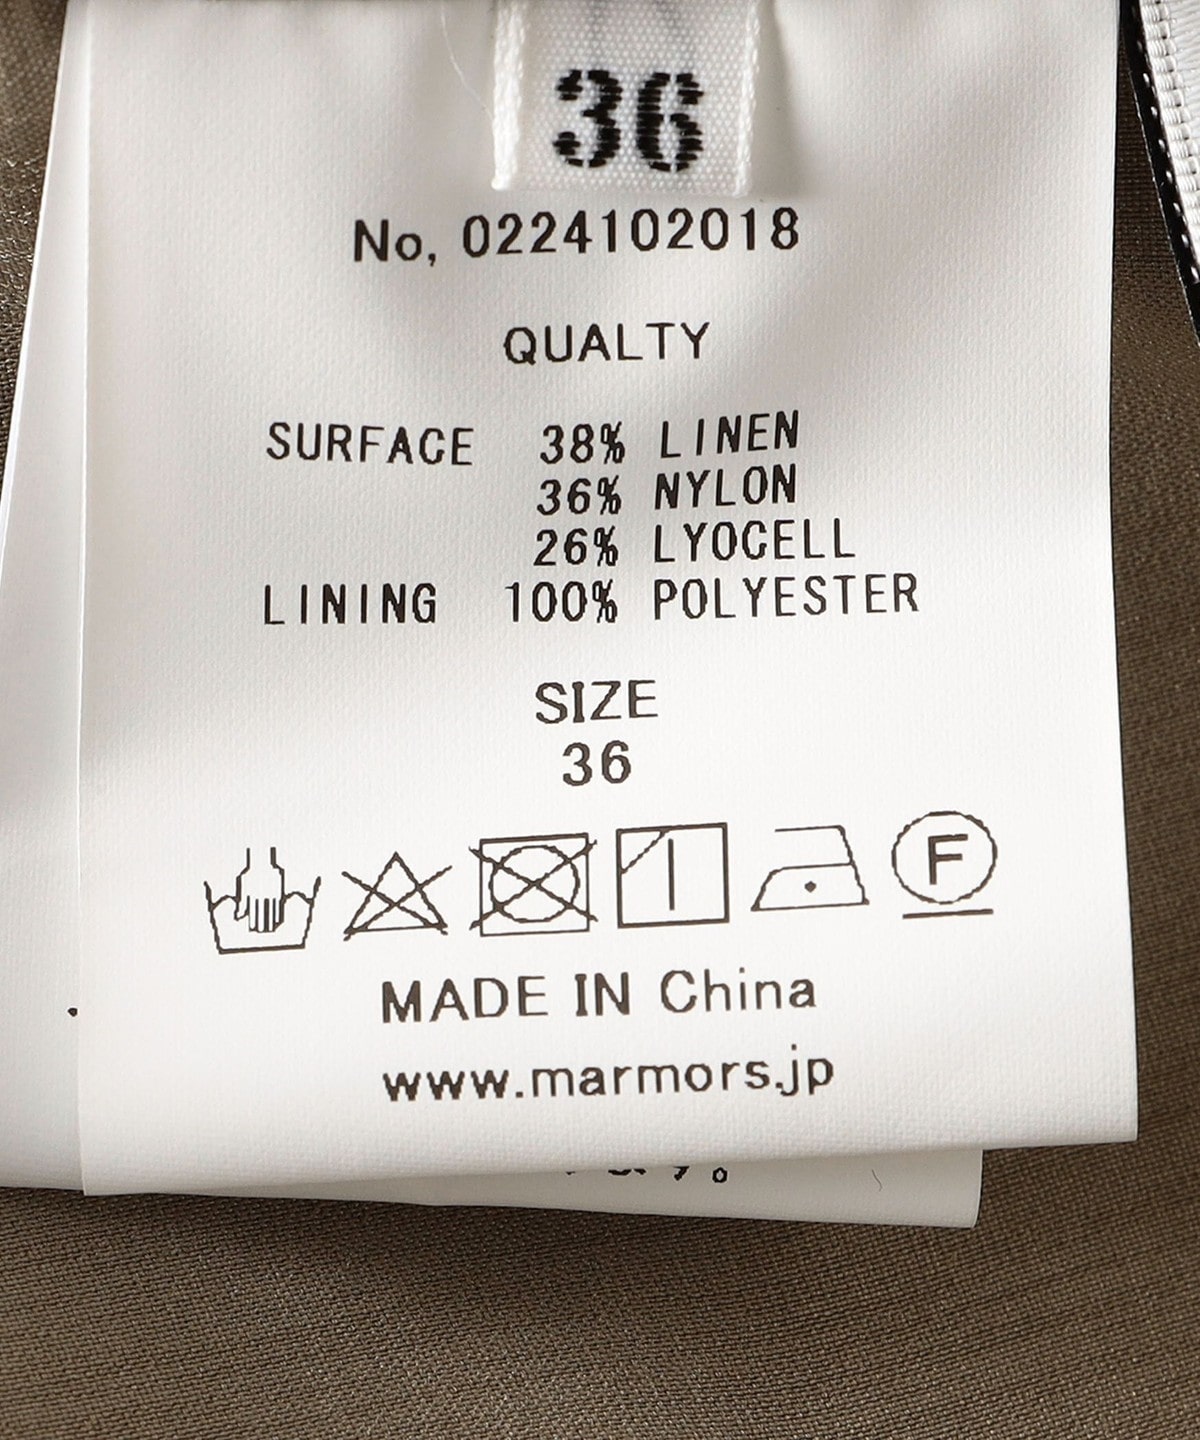 36
No, 0224102018
QUALTY
SURFACE 38% LINEN
36% NYLON
26% LYOCELL
LINING 100% POLYESTER
SIZE
36
F
MADE IN China
www.marmors.jp